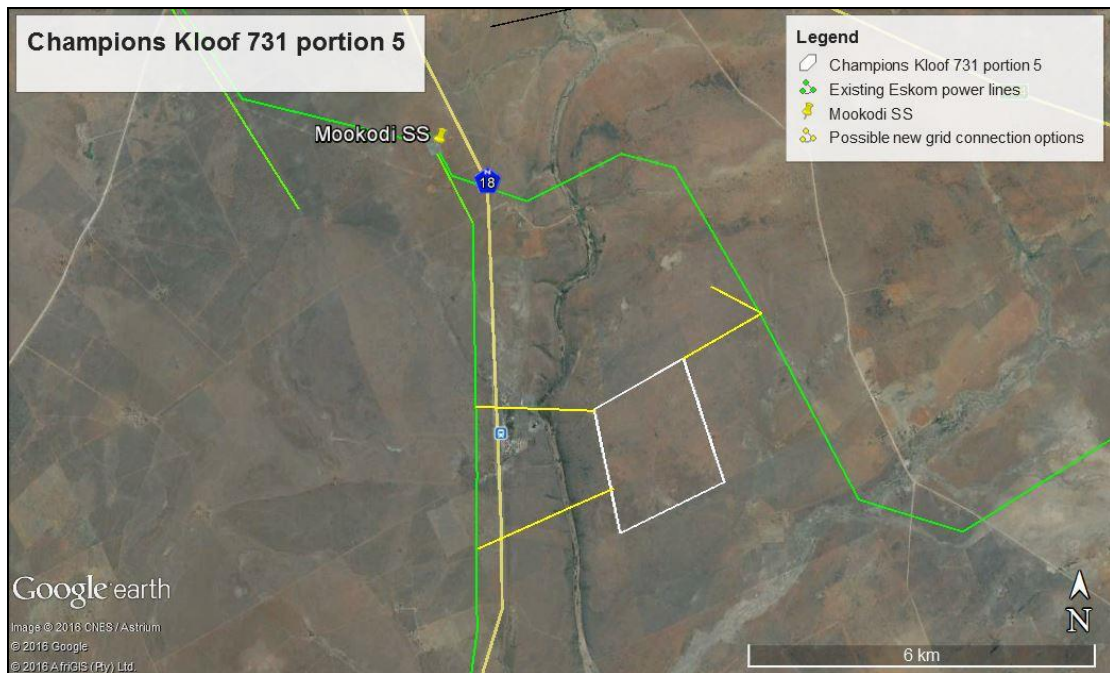 Champions Kloof 731 portion 5
Legend
Champions Kloof 731 portion 5
Existing Eskom power lines
Mookodi SS
Possible new grid connection options
Mookodi SS
N
18
Google earth
Image © 2016 CNES / Astrium
© 2016 Google
© 2016 AfriGIS (Pty) Ltd.
N
6 km